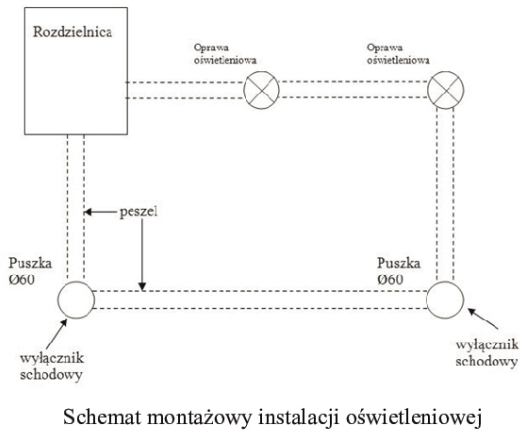 Rozdzielnica
Oprawa
oświetleniowa
Oprawa
oświetleniowa
peszel
Puszka
Ø60
Puszka
Ø60
wyłącznik
schodowy
wyłącznik
schodowy
Schemat montażowy instalacji oświetleniowej